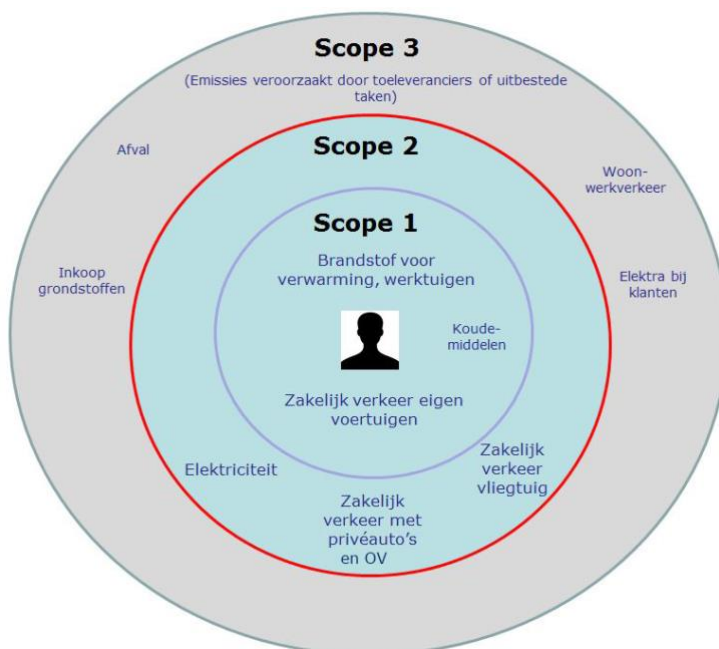 Scope 3
(Emissies veroorzaakt door toeleveranciers of uitbestede
taken)
Afval
Scope 2
Woon-
werkverkeer
Scope 1
Brandstof voor
verwarming, werktuigen
Inkoop
grondstoffen
Elektra bij
klanten
Koude-
middelen
Zakelijk verkeer eigen
voertuigen
Elektriciteit
Zakelijk
verkeer
vliegtuig
Zakelijk
verkeer met
privéauto's
en OV